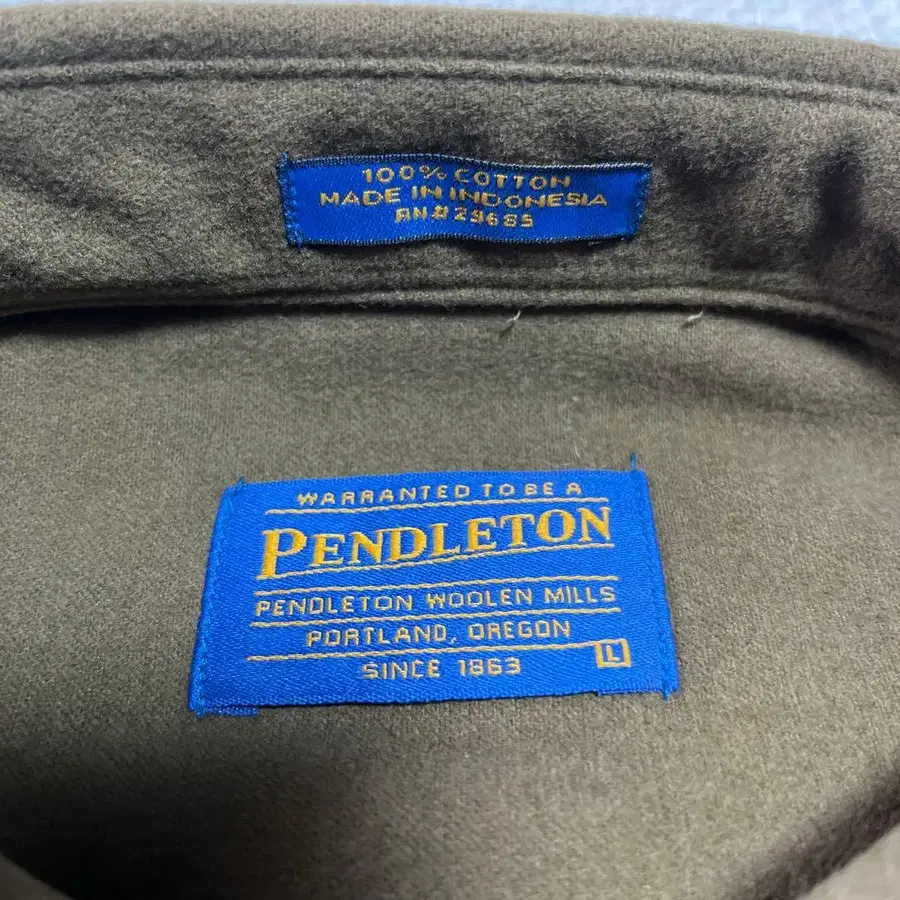 100% COTTON
MADE IN INDONESIA
RN#29685
WARRANTED TO BE A
PENDLETON
PENDLETON WOOLEN MILLS
PORTLAND, OREGON
SINCE 1863
L